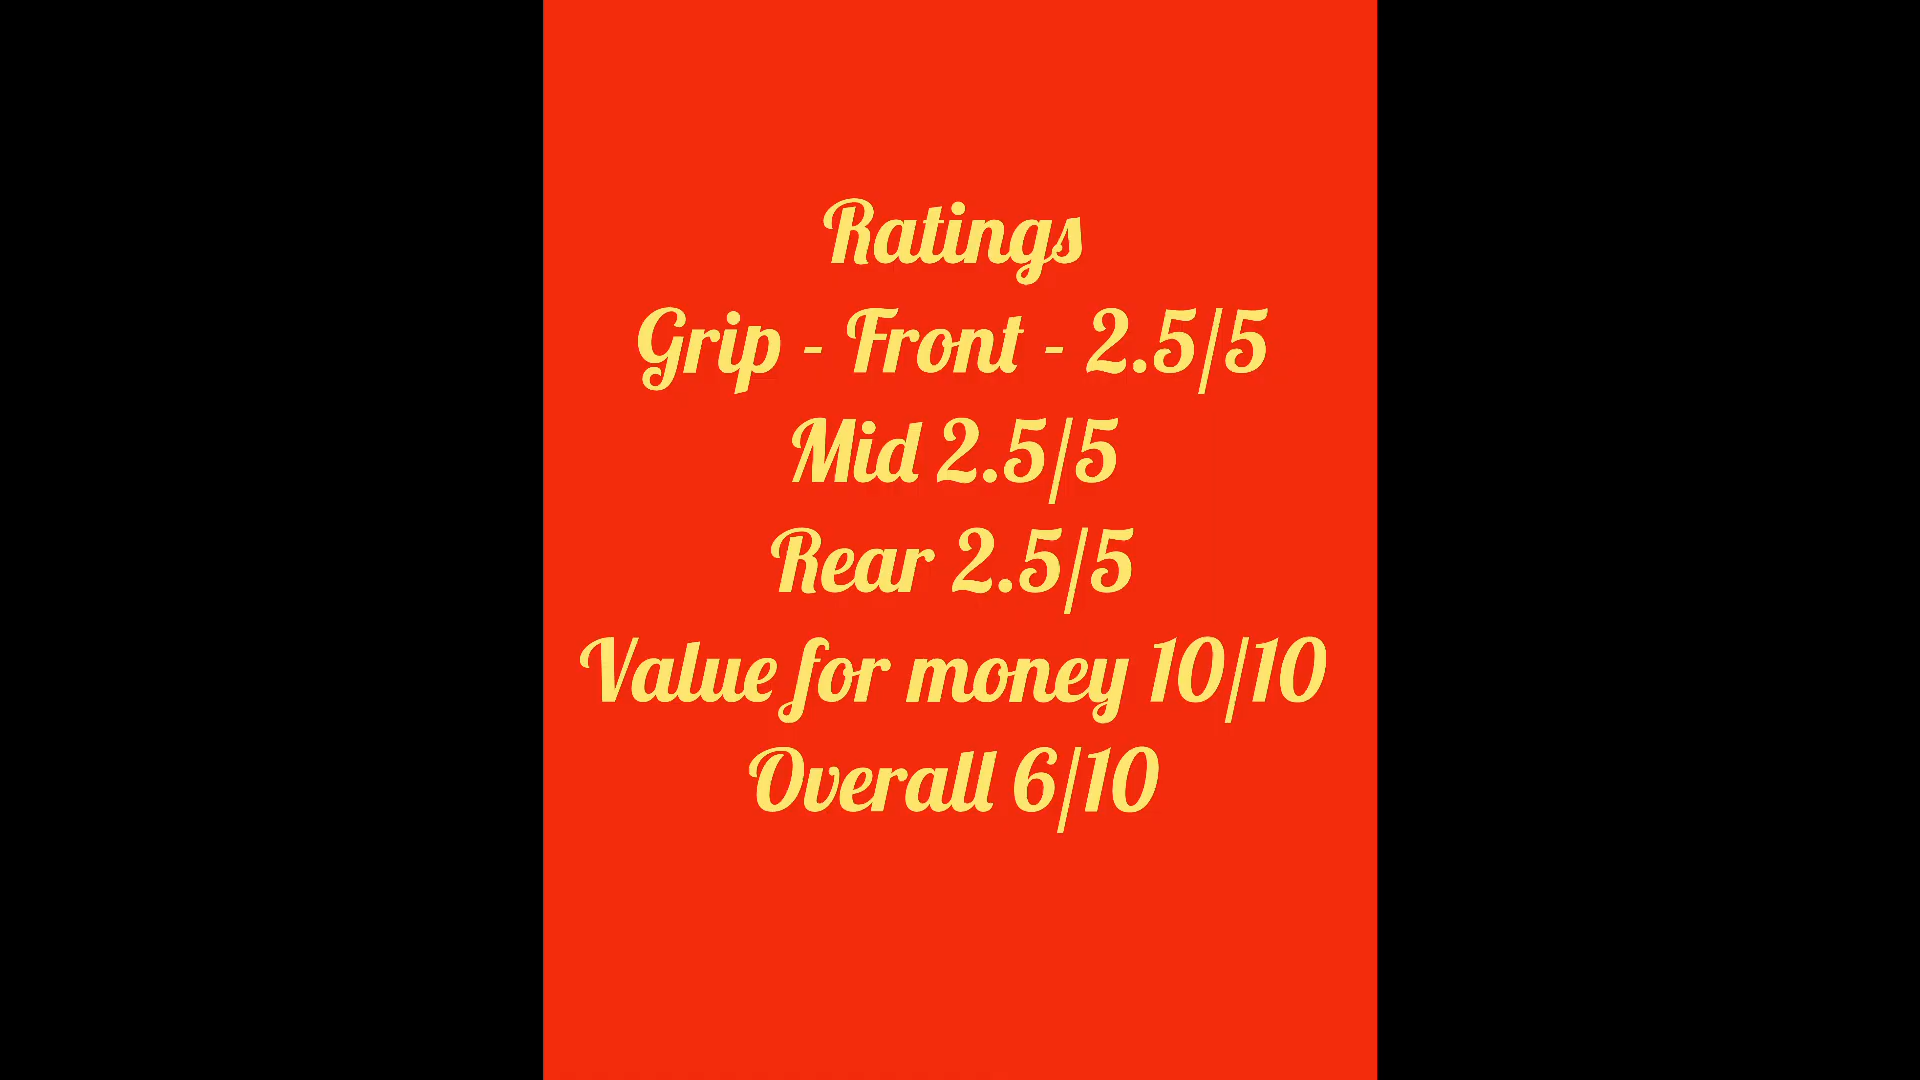 Ratings
Grip - Front - 2.5/5
Mid 2.5/5
Rear 2.5/5
Value for money 10/10
Overall 6/10